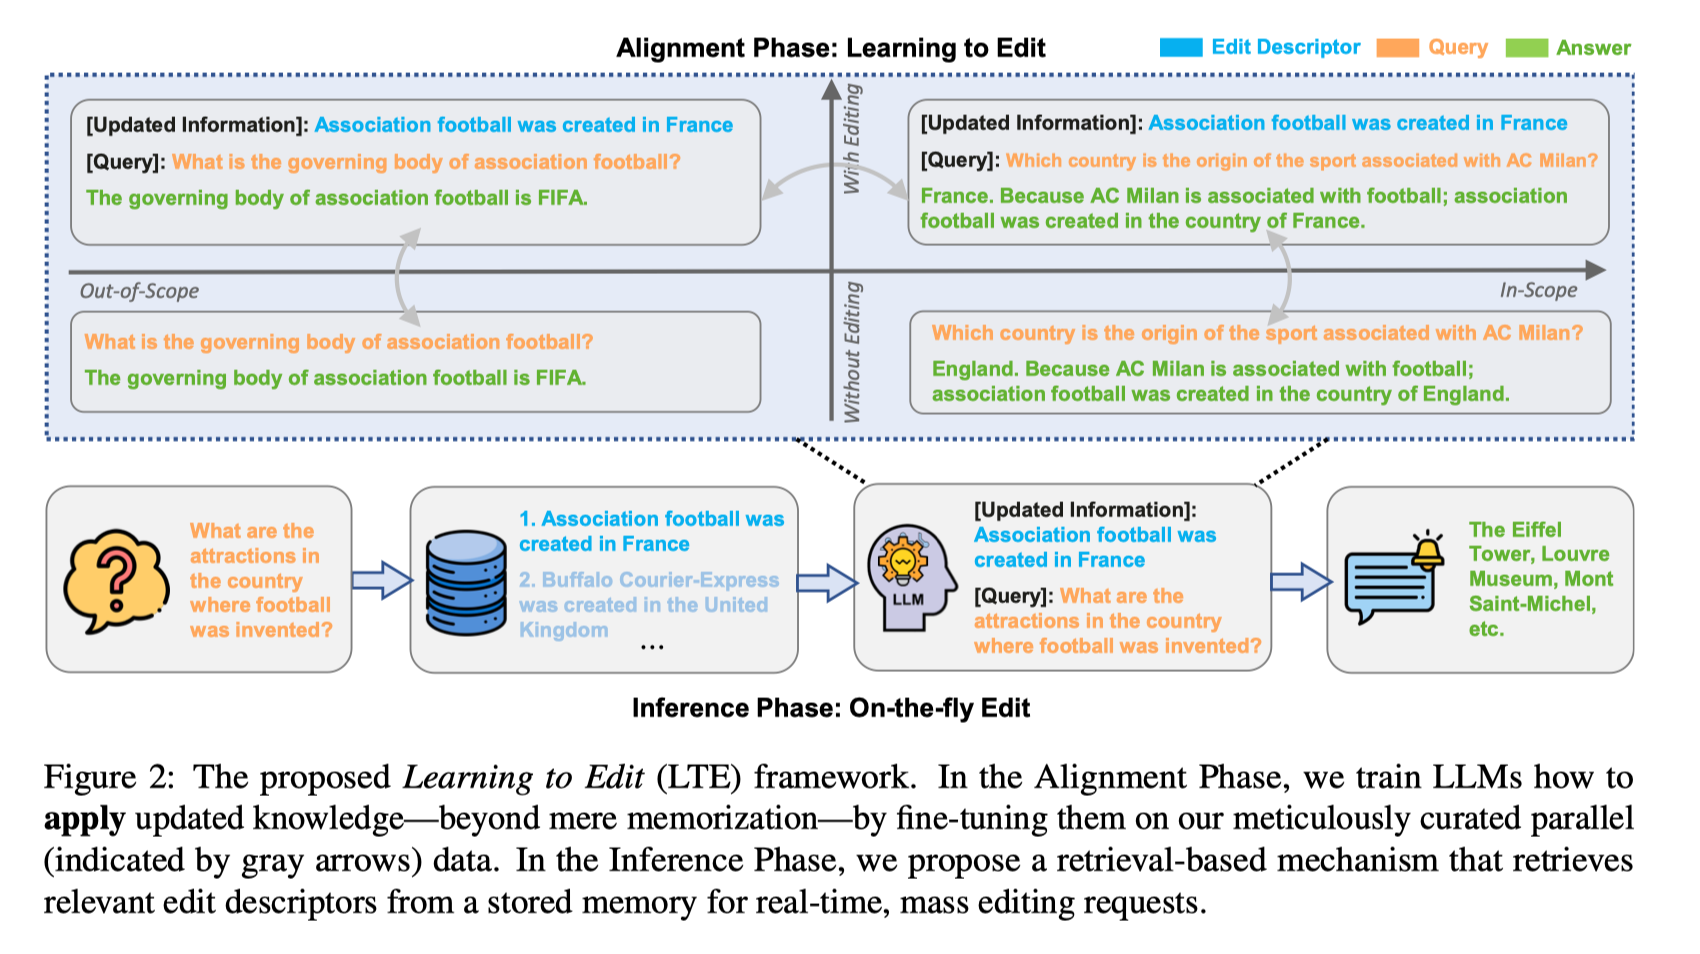 Alignment Phase: Learning to Edit
Edit Descriptor
Query
Answer
With Editing
[Updated Information]: Association football was created in France
[Query]: What is the governing body of association football?
The governing body of association football is FIFA.
[Updated Information]: Association football was created in France
[Query]: Which country is the origin of the sport associated with AC Milan?
France. Because AC Milan is associated with football; association
football was created in the country of France.
Out-of-Scope
In-Scope
Without Editing
What is the governing body of association football?
The governing body of association football is FIFA.
Which country is the origin of the sport associated with AC Milan?
England. Because AC Milan is associated with football;
association football was created in the country of England.
What are the
attractions in
the country
where football
was invented?
1. Association football was
created in France
2. Buffalo Courier-Express
was created in the United
Kingdom
...
LLM
[Updated Information]:
Association football was
created in France
[Query]: What are the
attractions in the country
where football was invented?
The Eiffel
Tower, Louvre
Museum, Mont
Saint-Michel,
etc.
Inference Phase: On-the-fly Edit
Figure 2: The proposed Learning to Edit (LTE) framework. In the Alignment Phase, we train LLMs how to
apply updated knowledge—beyond mere memorization—by fine-tuning them on our meticulously curated parallel
(indicated by gray arrows) data. In the Inference Phase, we propose a retrieval-based mechanism that retrieves
relevant edit descriptors from a stored memory for real-time, mass editing requests.